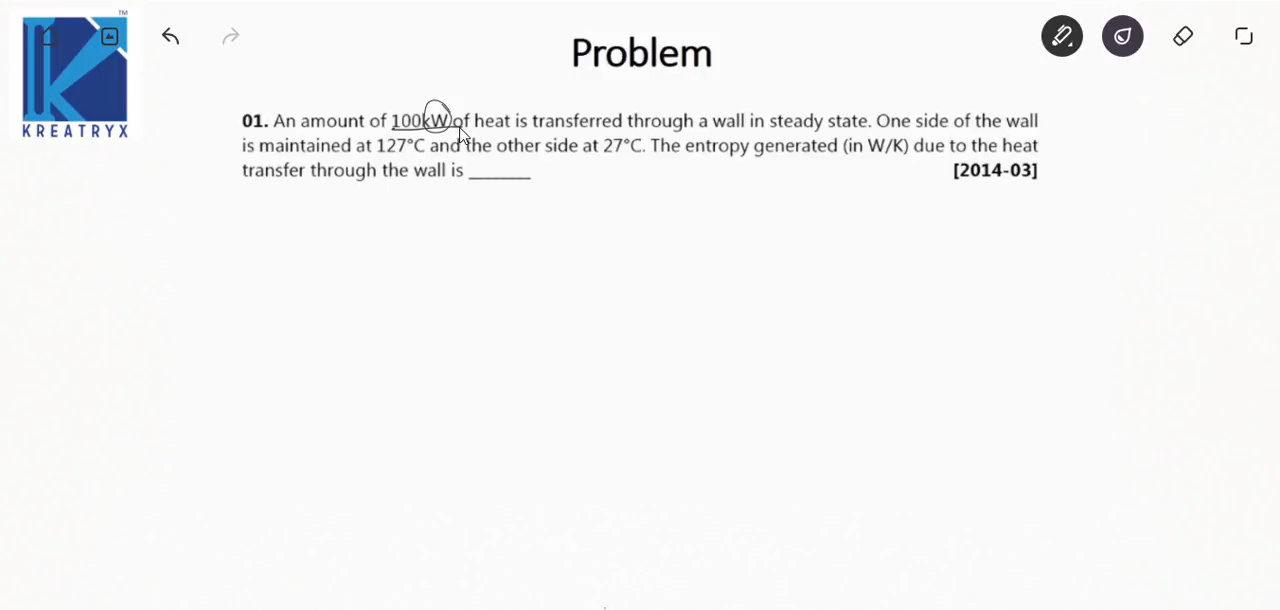 TM
KREATRYX
Problem
01. An amount of 100kW of heat is transferred through a wall in steady state. One side of the wall
is maintained at 127°C and the other side at 27°C. The entropy generated (in W/K) due to the heat
transfer through the wall is _______
[2014-03]